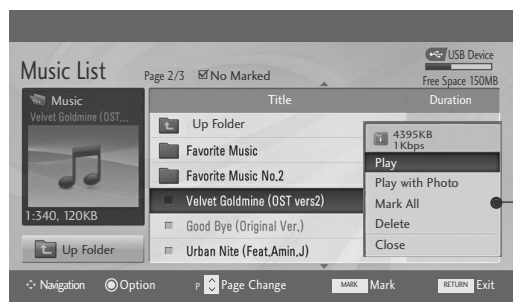 USB Device
Music List
Page 2/3 No Marked
Free Space 150MB
Music
Velvet Goldmine (OST...
1:340, 120KB
Up Folder
Title Duration
Up Folder
Favorite Music
Favorite Music No.2
Velvet Goldmine (OST vers2)
Good Bye (Original Ver.)
Urban Nite (Feat.Amin.J)
4395KB
1Kbps
Play
Play with Photo
Mark All
Delete
Close
Navigation Option P Page Change MARK Mark RETURN Exit